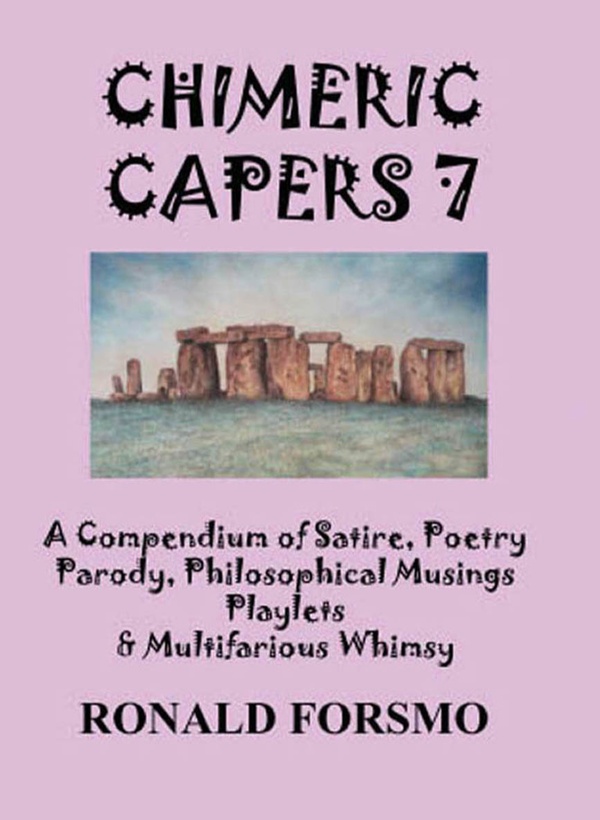 CHIMERIC
CAPERS 7
A Compendium of Satire, Poetry
Parody, Philosophical Musings
Playlets
& Multifarious Whimsy
RONALD FORSMO